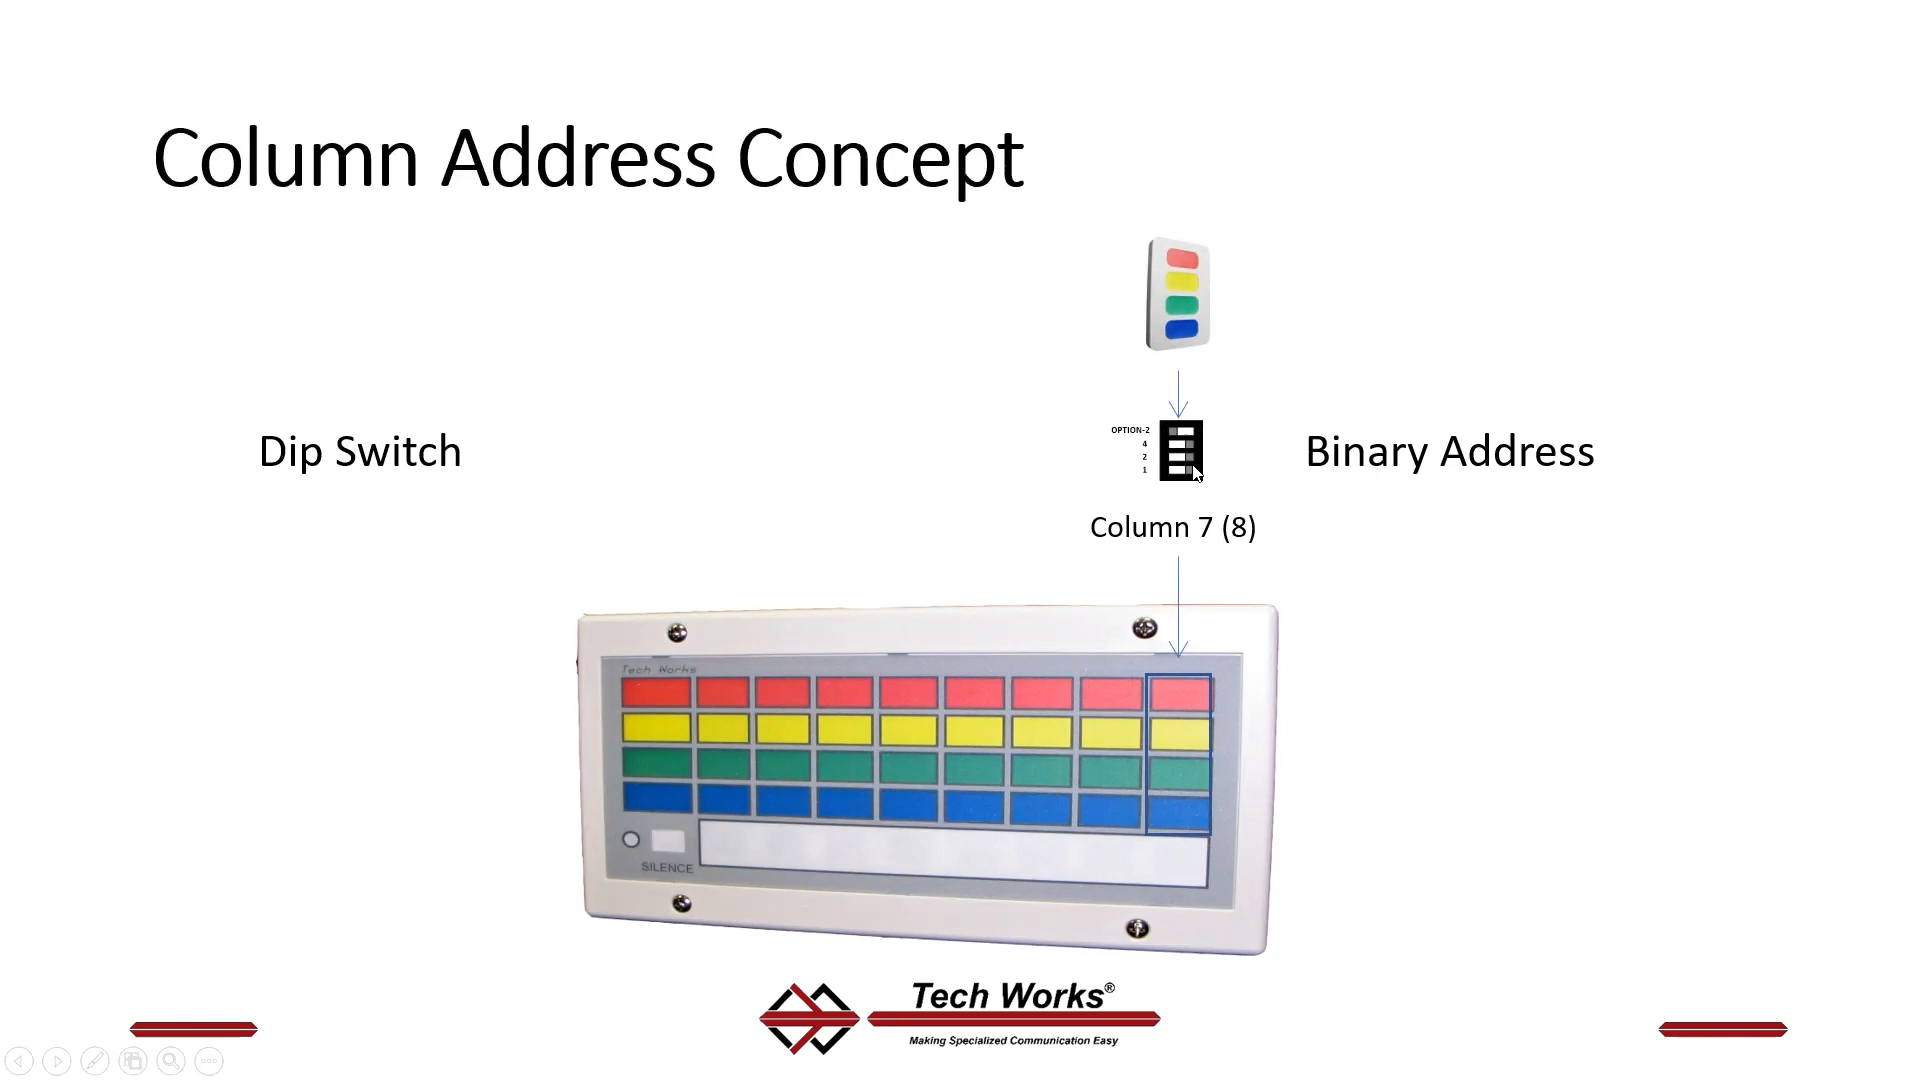 Column Address Concept
Dip Switch
OPTION-2
4
2
1
Binary Address
Column 7 (8)
Tech Works
SILENCE
Tech Works®
Making Specialized Communication Easy